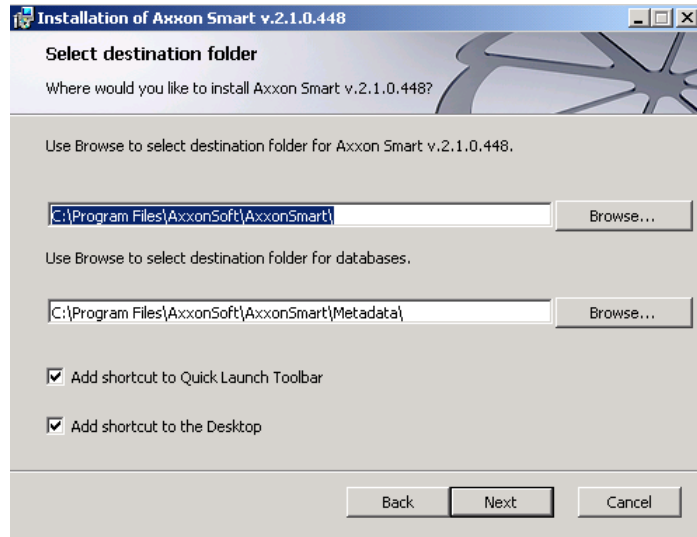 Installation of Axxon Smart v.2.1.0.448
Select destination folder
Where would you like to install Axxon Smart v.2.1.0.448?
Use Browse to select destination folder for Axxon Smart v.2.1.0.448.
C:\Program Files\AxxonSoft\AxxonSmart\
Browse...
Use Browse to select destination folder for databases.
C:\Program Files\AxxonSoft\AxxonSmart\Metadata\
Browse...
Add shortcut to Quick Launch Toolbar
Add shortcut to the Desktop
Back
Next
Cancel